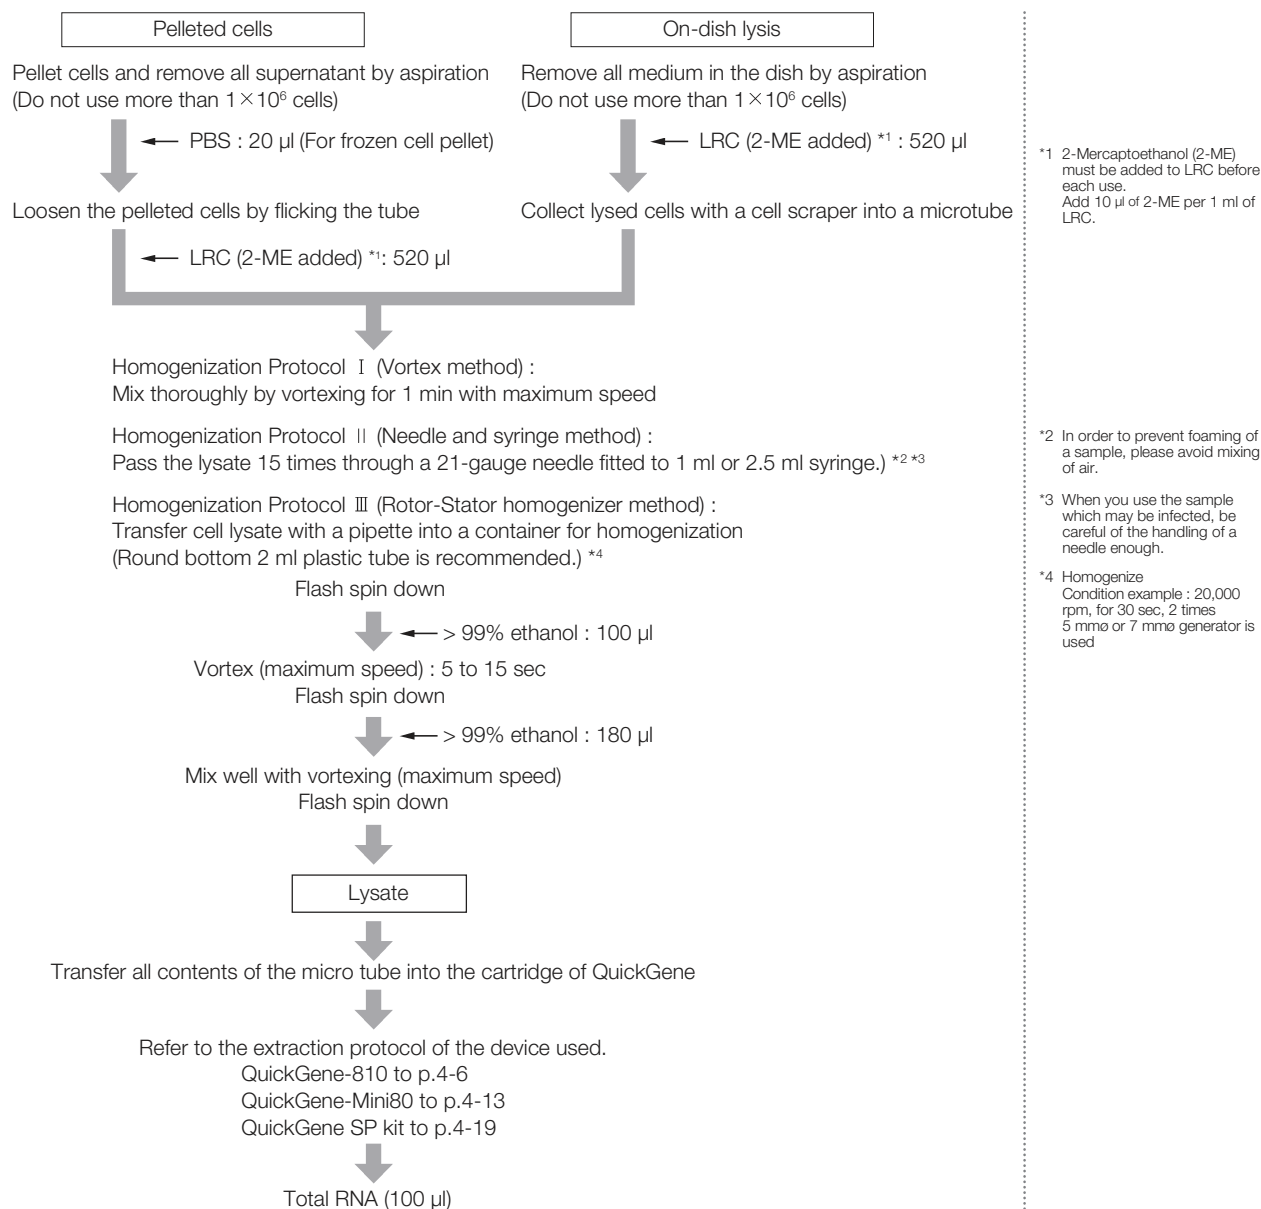 Pelleted cells
On-dish lysis
Pellet cells and remove all supernatant by aspiration
(Do not use more than 1×10⁶ cells)
Remove all medium in the dish by aspiration
(Do not use more than 1×10⁶ cells)
PBS : 20 µl (For frozen cell pellet)
LRC (2-ME added) *1 : 520 µl
Loosen the pelleted cells by flicking the tube
Collect lysed cells with a cell scraper into a microtube
LRC (2-ME added) *1: 520 µl
Homogenization Protocol Ⅰ (Vortex method) :
Mix thoroughly by vortexing for 1 min with maximum speed
Homogenization Protocol Ⅱ (Needle and syringe method) :
Pass the lysate 15 times through a 21-gauge needle fitted to 1 ml or 2.5 ml syringe.) *2 *3
Homogenization Protocol Ⅲ (Rotor-Stator homogenizer method) :
Transfer cell lysate with a pipette into a container for homogenization
(Round bottom 2 ml plastic tube is recommended.) *4
Flash spin down
> 99% ethanol : 100 µl
Vortex (maximum speed) : 5 to 15 sec
Flash spin down
> 99% ethanol : 180 µl
Mix well with vortexing (maximum speed)
Flash spin down
Lysate
Transfer all contents of the micro tube into the cartridge of QuickGene
Refer to the extraction protocol of the device used.
QuickGene-810 to p.4-6
QuickGene-Mini80 to p.4-13
QuickGene SP kit to p.4-19
Total RNA (100 µl)
*1 2-Mercaptoethanol (2-ME)
must be added to LRC before
each use.
Add 10 µl of 2-ME per 1 ml of
LRC.
*2 In order to prevent foaming of
a sample, please avoid mixing
of air.
*3 When you use the sample
which may be infected, be
careful of the handling of a
needle enough.
*4 Homogenize
Condition example : 20,000
rpm, for 30 sec, 2 times
5 mmø or 7 mmø generator is
used